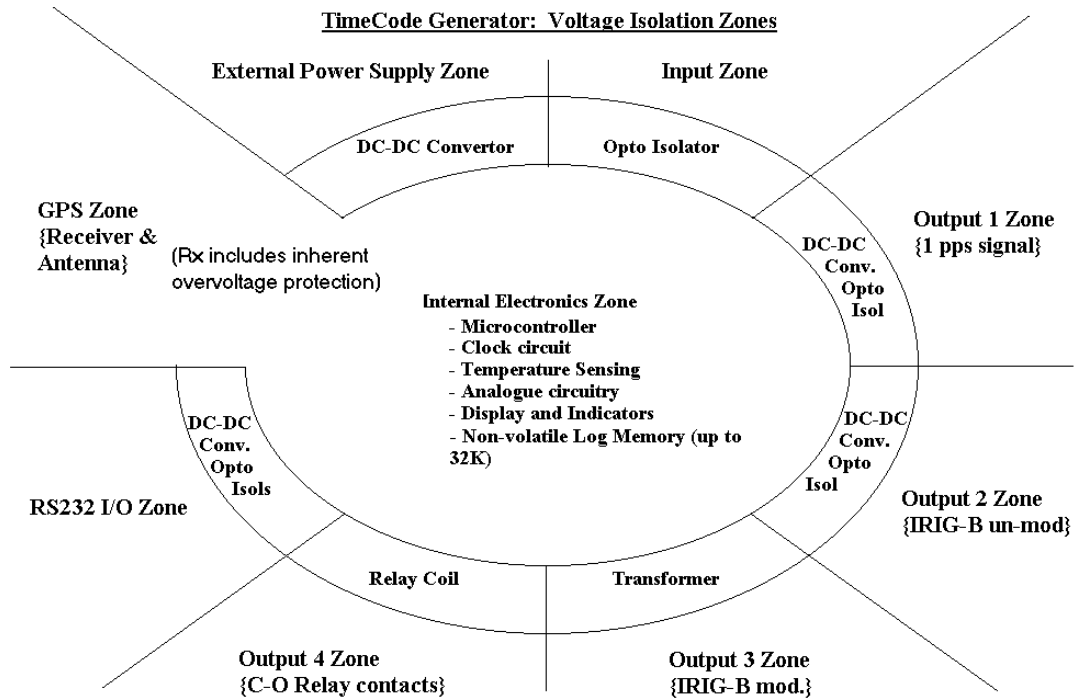 TimeCode Generator: Voltage Isolation Zones
External Power Supply Zone
Input Zone
DC-DC Convertor
Opto Isolator
GPS Zone
{Receiver &
Antenna}
(Rx includes inherent
overvoltage protection)
Output 1 Zone
{1 pps signal}
DC-DC
Conv.
Opto
Isol
Internal Electronics Zone
- Microcontroller
- Clock circuit
- Temperature Sensing
- Analogue circuitry
- Display and Indicators
- Non-volatile Log Memory (up to
32K)
DC-DC
Conv.
Opto
Isols
DC-DC
Conv.
Opto
Isol
RS232 I/O Zone
Output 2 Zone
{IRIG-B un-mod}
Relay Coil
Transformer
Output 4 Zone
{C-O Relay contacts}
Output 3 Zone
{IRIG-B mod.}